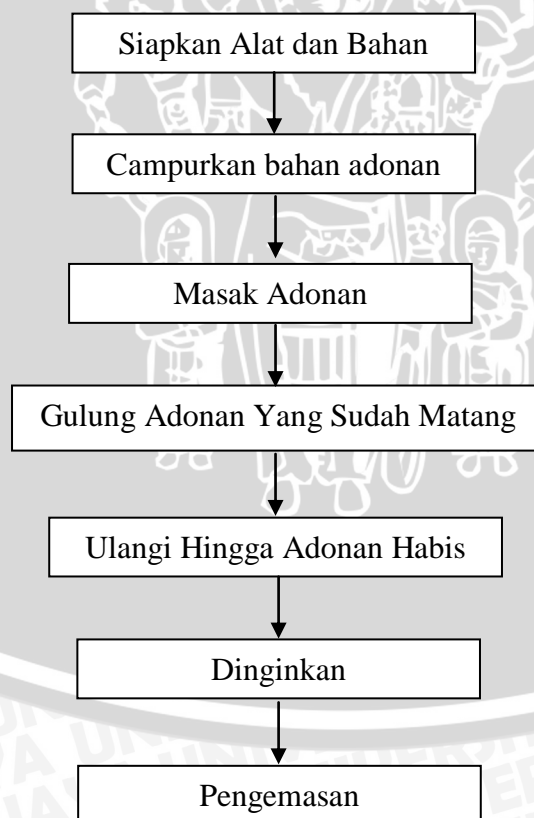 Siapkan Alat dan Bahan
Campurkan bahan adonan
Masak Adonan
Gulung Adonan Yang Sudah Matang
Ulangi Hingga Adonan Habis
Dinginkan
Pengemasan